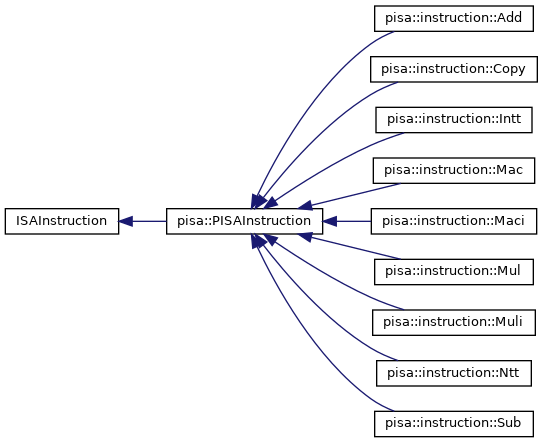 pisa::instruction::Add
pisa::instruction::Copy
pisa::instruction::Intt
pisa::instruction::Mac
ISAInstruction
pisa::PISAInstruction
pisa::instruction::Maci
pisa::instruction::Mul
pisa::instruction::Muli
pisa::instruction::Ntt
pisa::instruction::Sub